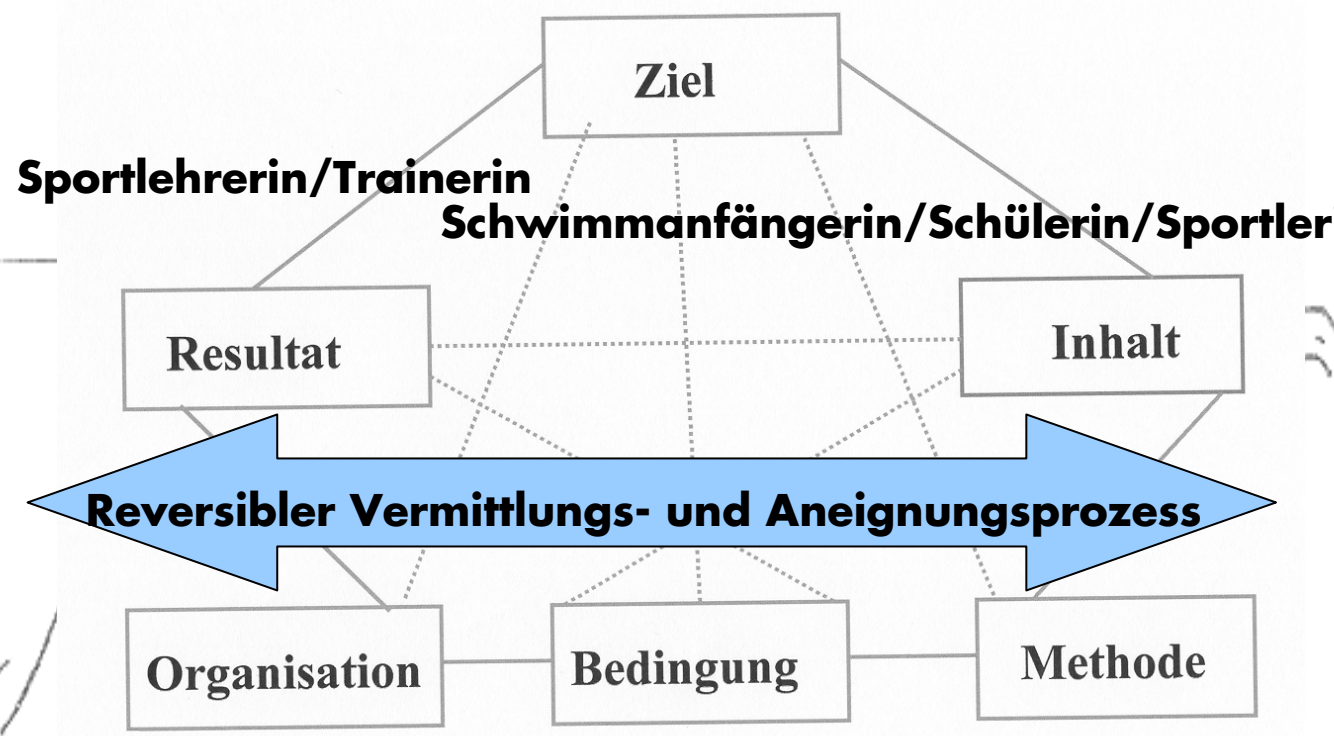 Ziel
Sportlehrerin/Trainerin
Schwimmanfängerin/Schülerin/Sportler
Resultat
Inhalt
Reversibler Vermittlungs- und Aneignungsprozess
Organisation
Bedingung
Methode